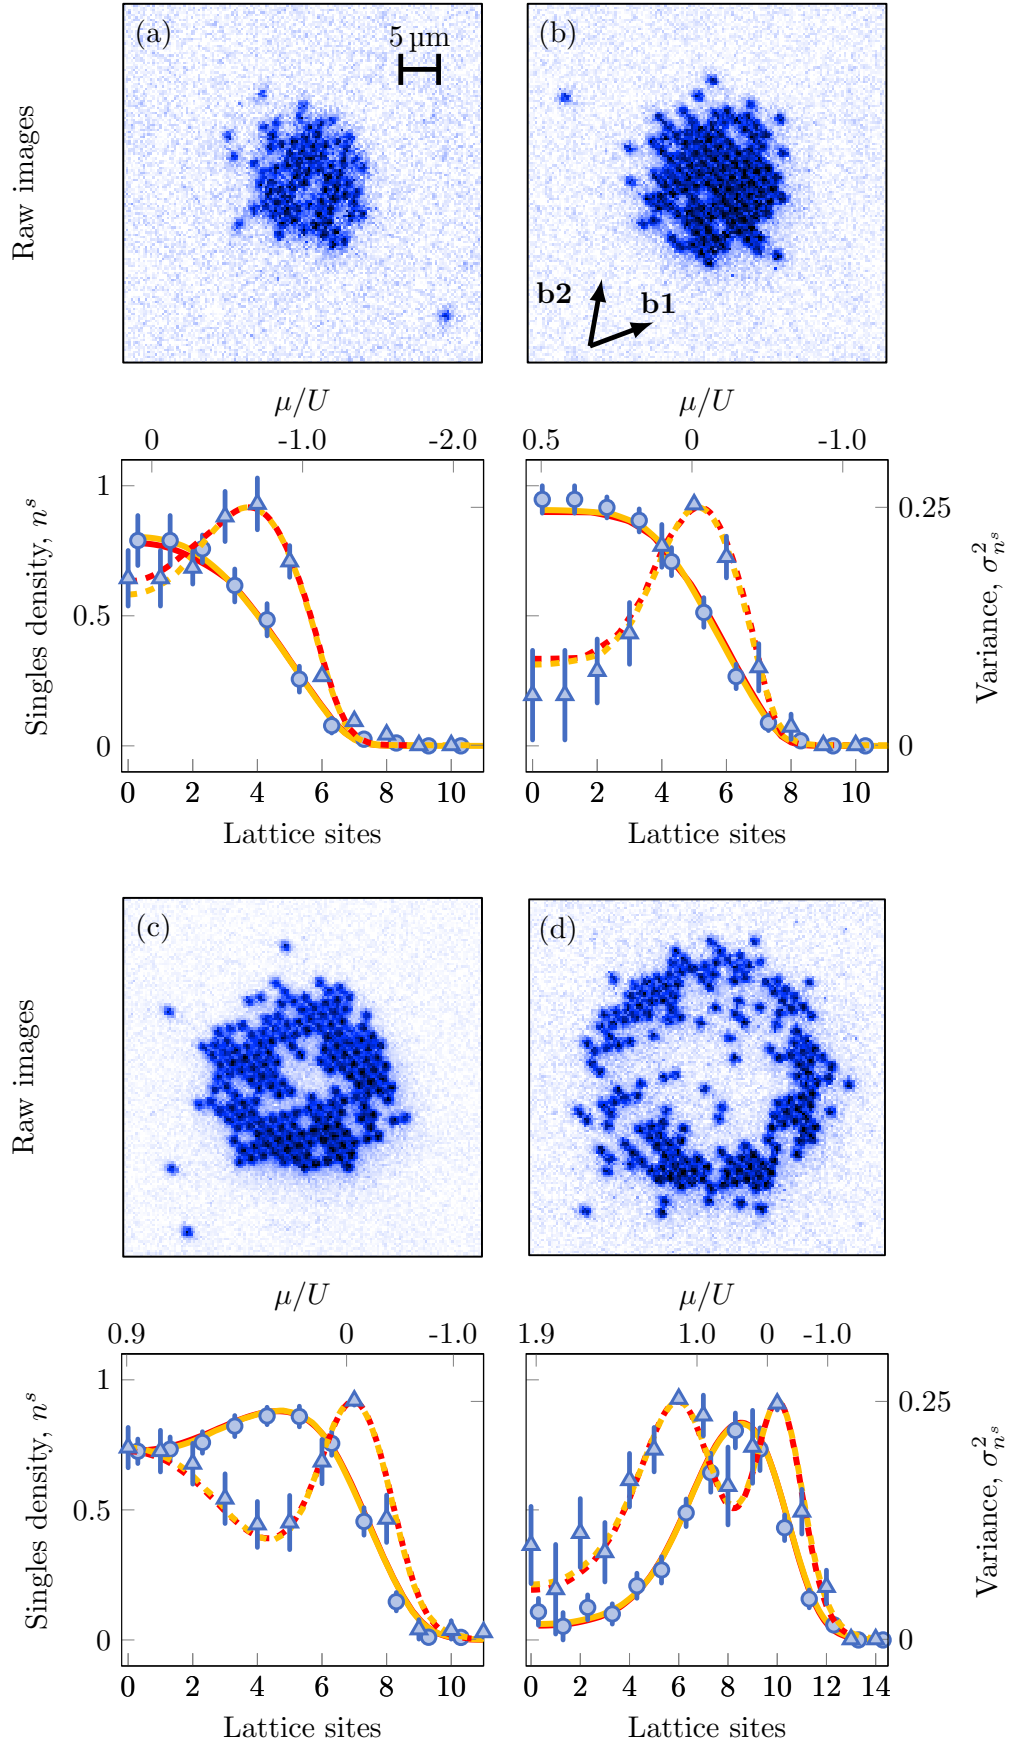 (a)
5 μm
(b)
Raw images
b2
b1
μ/U
0 -1.0 -2.0
μ/U
0.5 0 -1.0
1
0.5
0
Singles density, nˢ
0 2 4 6 8 10
Lattice sites
0.25
0
Variance, σ²ₙˢ
0 2 4 6 8 10
Lattice sites
(c)
(d)
Raw images
μ/U
0.9 0 -1.0
μ/U
1.9 1.0 0 -1.0
1
0.5
0
Singles density, nˢ
0 2 4 6 8 10
Lattice sites
0.25
0
Variance, σ²ₙˢ
0 2 4 6 8 10 12 14
Lattice sites